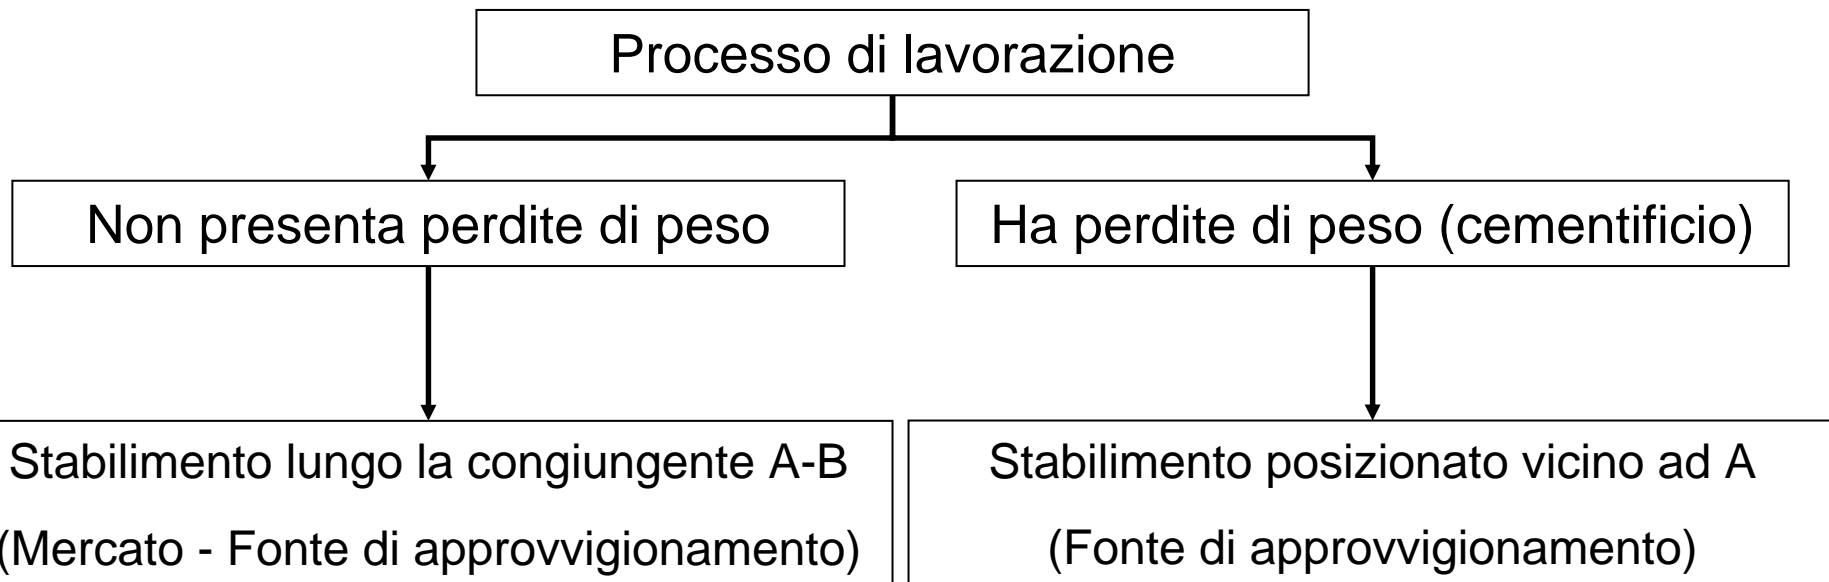 Processo di lavorazione
Non presenta perdite di peso
Ha perdite di peso (cementificio)
Stabilimento lungo la congiungente A-B
(Mercato - Fonte di approvvigionamento)
Stabilimento posizionato vicino ad A
(Fonte di approvvigionamento)